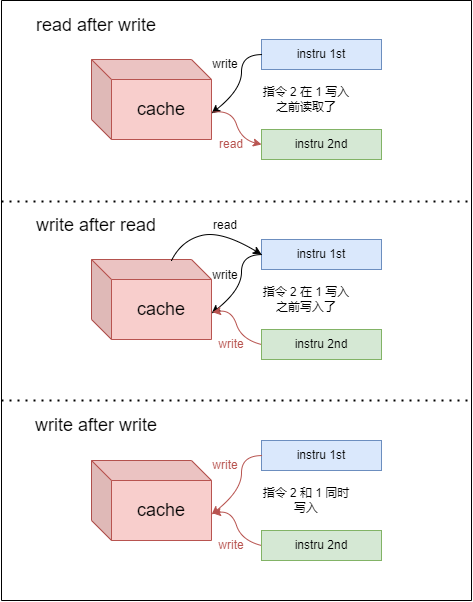 read after write
instru 1st
write
cache
指令 2 在 1 写入
之前读取了
read
instru 2nd
write after read
read
instru 1st
write
cache
指令 2 在 1 写入
之前写入了
write
instru 2nd
write after write
instru 1st
write
cache
指令 2 和 1 同时
写入
write
instru 2nd